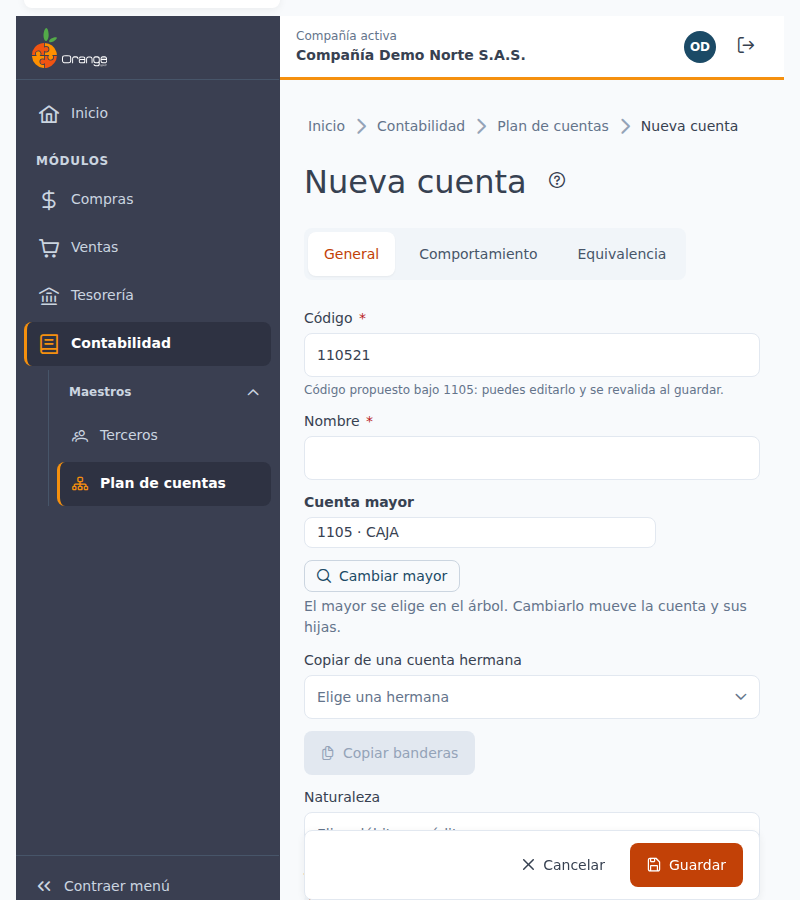 Orange
Inicio
MÓDULOS
Compras
Ventas
Tesorería
Contabilidad
Maestros
Terceros
Plan de cuentas
Contraer menú
Compañía activa
Compañía Demo Norte S.A.S.
OD
Inicio
Contabilidad
Plan de cuentas
Nueva cuenta
Nueva cuenta
General
Comportamiento
Equivalencia
Código *
110521
Código propuesto bajo 1105: puedes editarlo y se revalida al guardar.
Nombre *
Cuenta mayor
1105 · CAJA
Cambiar mayor
El mayor se elige en el árbol. Cambiarlo mueve la cuenta y sus
hijas.
Copiar de una cuenta hermana
Elige una hermana
Copiar banderas
Naturaleza
Cancelar
Guardar